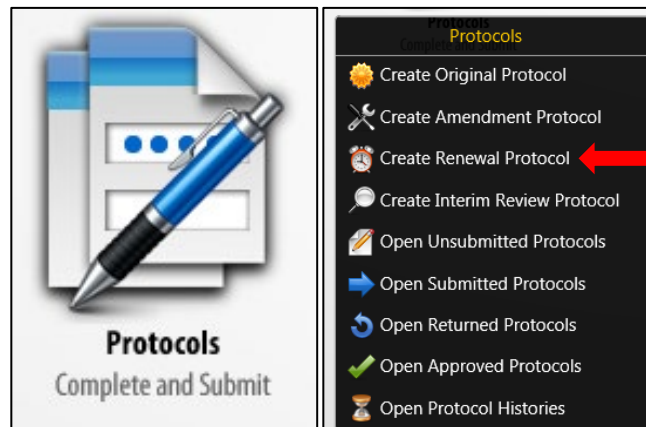 Protocols
Complete and Submit
Protocols
Create Original Protocol
Create Amendment Protocol
Create Renewal Protocol
Create Interim Review Protocol
Open Unsubmitted Protocols
Open Submitted Protocols
Open Returned Protocols
Open Approved Protocols
Open Protocol Histories